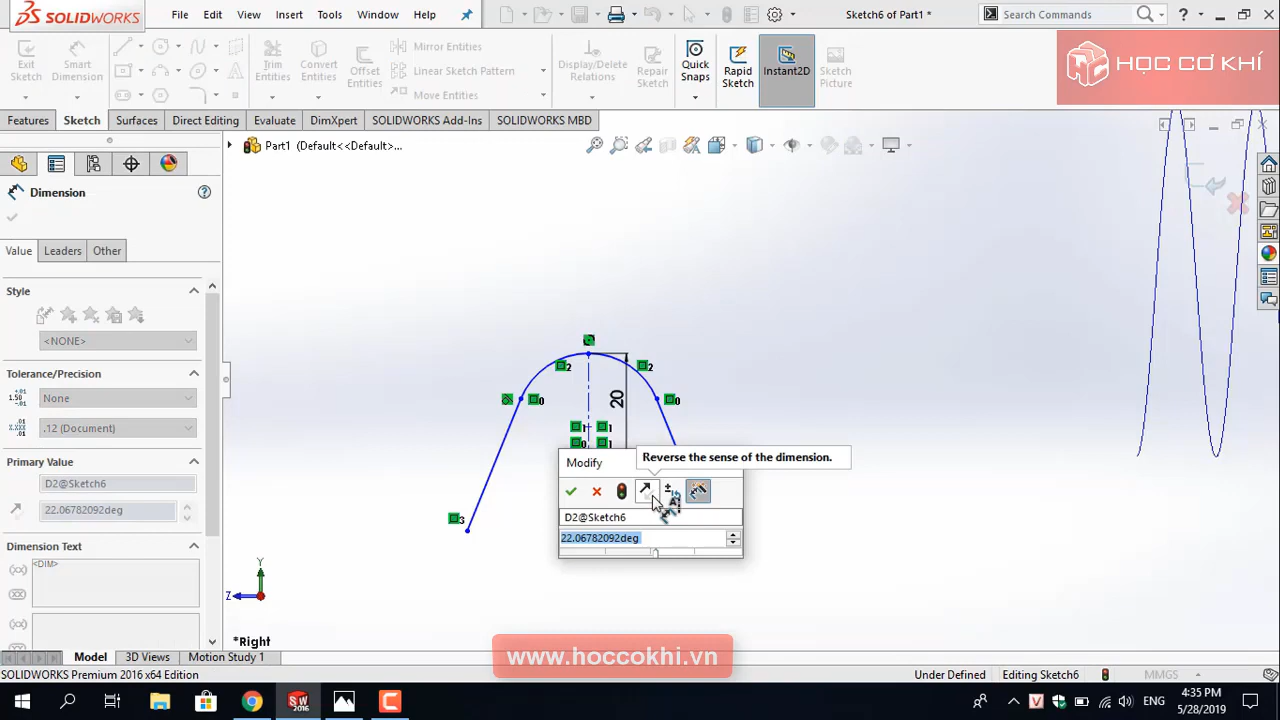 SOLIDWORKS
File Edit View Insert Tools Window Help
Sketch6 of Part1 *
Search Commands
?
Exit Sketch
Smart Dimension
Trim Entities
Convert Entities
Offset Entities
Mirror Entities
Linear Sketch Pattern
Move Entities
Display/Delete Relations
Repair Sketch
Quick Snaps
Rapid Sketch
Instant2D
Sketch Picture
HỌC CƠ KHÍ
Features Sketch Surfaces Direct Editing Evaluate DimXpert SOLIDWORKS Add-Ins SOLIDWORKS MBD
Part1 (Default<<Default>...
Dimension
Value Leaders Other
Style
<NONE>
Tolerance/Precision
None
.12 (Document)
Primary Value
D2@Sketch6
22.06782092deg
Dimension Text
<DIM>
20
Modify
Reverse the sense of the dimension.
D2@Sketch6
22.06782092deg
Y
Z
*Right
www.hoccokhi.vn
Model 3D Views Motion Study 1
SOLIDWORKS Premium 2016 x64 Edition
Under Defined Editing Sketch6 MMGS
ENG
4:35 PM
5/28/2019